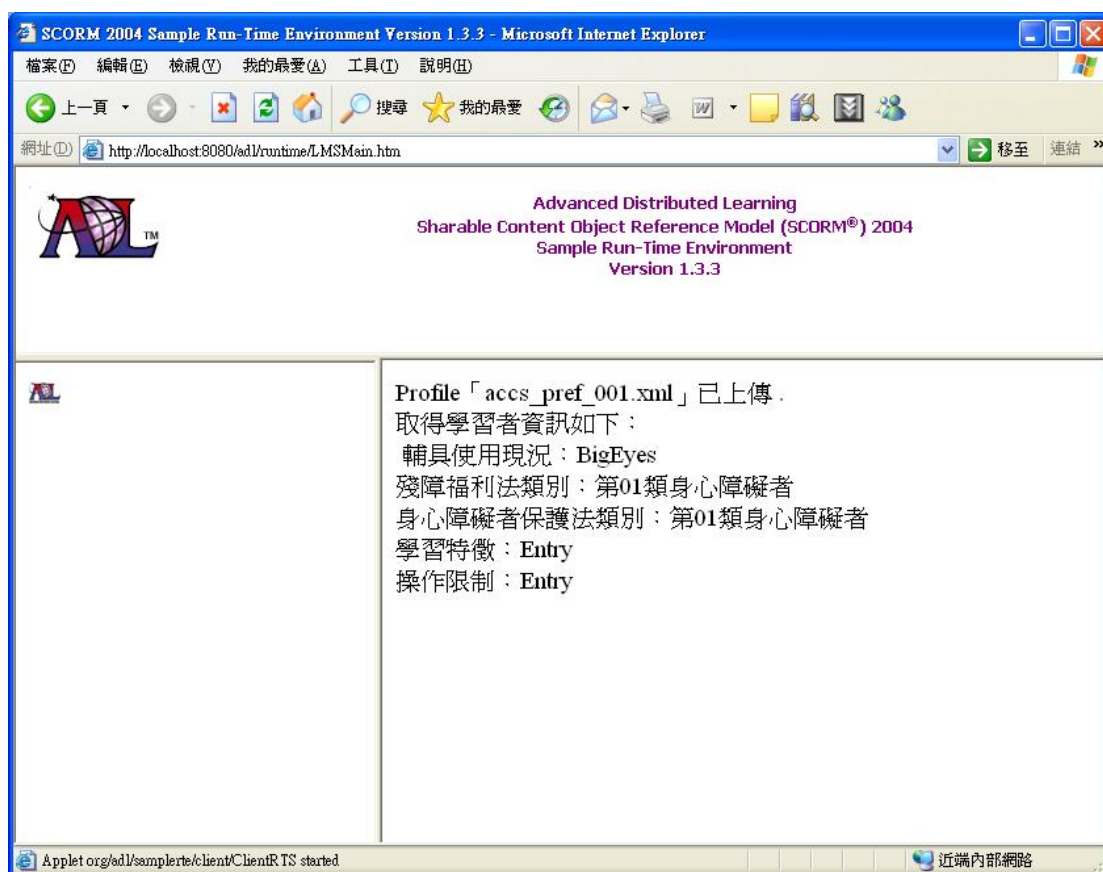 SCORM 2004 Sample Run-Time Environment Version 1.3.3 - Microsoft Internet Explorer
檔案(F) 編輯(E) 檢視(V) 我的最愛(A) 工具(T) 說明(H)
上一頁 搜尋 我的最愛
網址(D) http://localhost:8080/adl/runtime/LMSMain.htm 移至 連結 »
ADL TM
Advanced Distributed Learning
Sharable Content Object Reference Model (SCORM®) 2004
Sample Run-Time Environment
Version 1.3.3
ADL
Profile「accs_pref_001.xml」已上傳 .
取得學習者資訊如下：
輔具使用現況：BigEyes
殘障福利法類別：第01類身心障礙者
身心障礙者保護法類別：第01類身心障礙者
學習特徵：Entry
操作限制：Entry
Applet org/adl/samplerte/client/ClientRTS started 近端內部網路